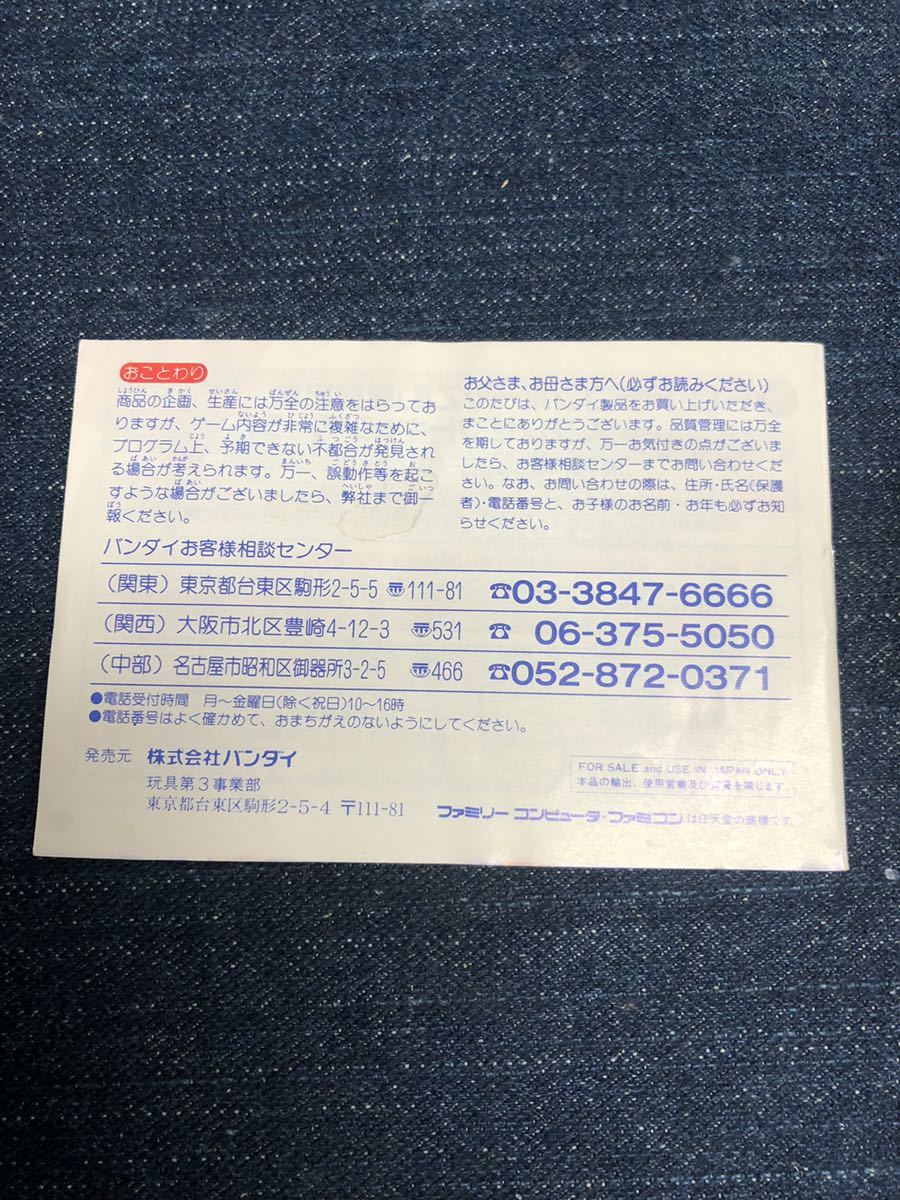 おことわり
商品の企画、生産には万全の注意をはらってお
りますが、ゲーム内容が非常に複雑なために、
プログラム上、予期できない不都合が発見され
る場合が考えられます。万一、誤動作等を起こ
すような場合がございましたら、弊社まで御一
報ください。
お父さま、お母さま方へ(必ずお読みください)
このたびは、バンダイ製品をお買い上げいただき、
まことにありがとうございます。品質管理には万全
を期しておりますが、万一お気付きの点がございま
したら、お客様相談センターまでお問い合わせくだ
さい。なお、お問い合わせの際は、住所・氏名(保護
者)・電話番号と、お子様のお名前・お年も必ずお知
らせください。
バンダイお客様相談センター
(関東) 東京都台東区駒形2-5-5 〠111-81 ☎03-3847-6666
(関西) 大阪市北区豊崎4-12-3 〠531 ☎ 06-375-5050
(中部) 名古屋市昭和区御器所3-2-5 〠466 ☎052-872-0371
●電話受付時間 月〜金曜日(除く祝日)10〜16時
●電話番号はよく確かめて、おまちがえのないようにしてください。
発売元 株式会社バンダイ
玩具第3事業部
東京都台東区駒形2-5-4 〒111-81
FOR SALE and USE IN JAPAN ONLY
本品の輸出、使用営業及び賃貸を禁じます。
ファミリーコンピュータ・ファミコンは任天堂の商標です。